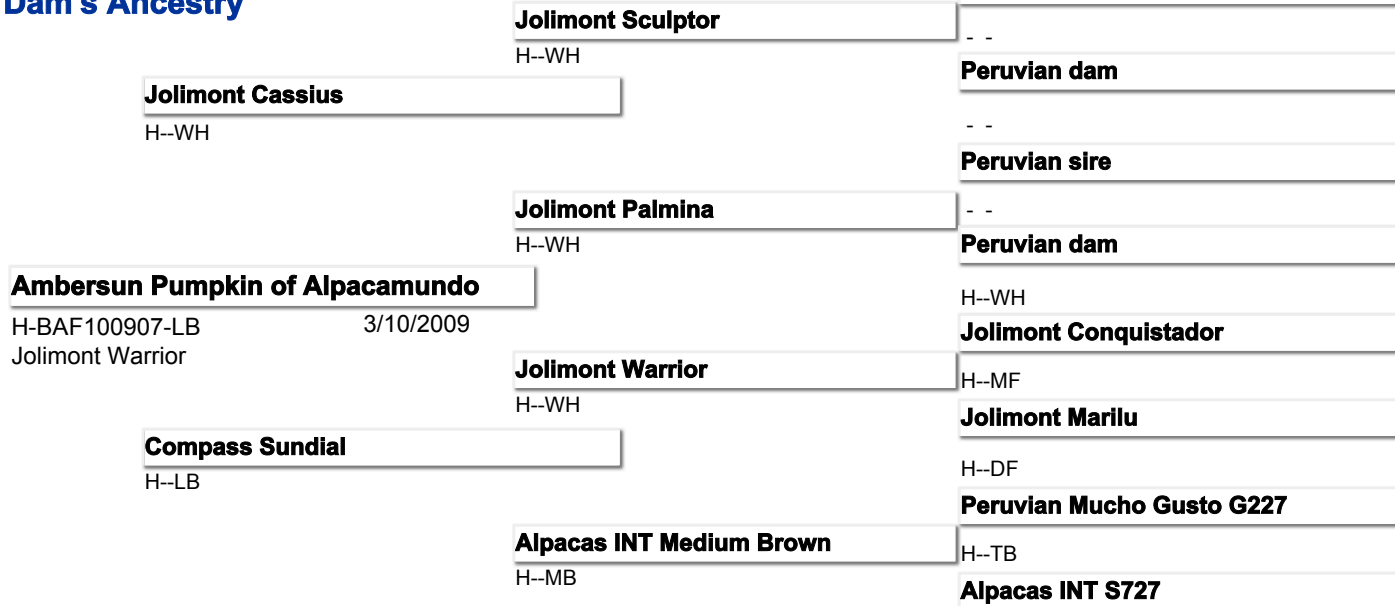 Dam's Ancestry
Jolimont Sculptor
H--WH
- -
Peruvian dam
Jolimont Cassius
H--WH
- -
Peruvian sire
Jolimont Palmina
H--WH
- -
Peruvian dam
Ambersun Pumpkin of Alpacamundo
H-BAF100907-LB 3/10/2009
Jolimont Warrior
H--WH
Jolimont Conquistador
Jolimont Warrior
H--WH
H--MF
Jolimont Marilu
Compass Sundial
H--LB
H--DF
Peruvian Mucho Gusto G227
Alpacas INT Medium Brown
H--MB
H--TB
Alpacas INT S727